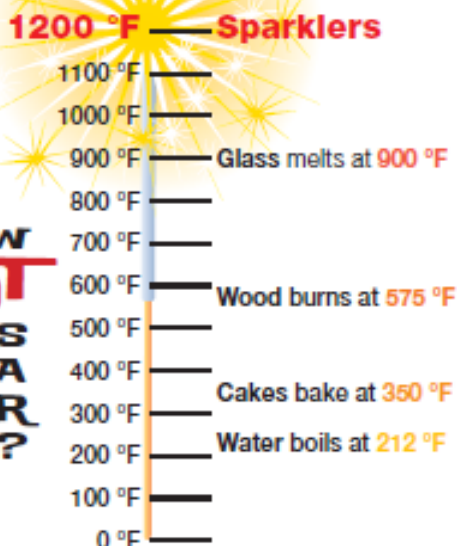 1200 °F Sparklers
1100 °F
1000 °F
900 °F Glass melts at 900 °F
800 °F
700 °F
W
T
600 °F
Wood burns at 575 °F
S
500 °F
A
400 °F
Cakes bake at 350 °F
R
300 °F
?
Water boils at 212 °F
200 °F
100 °F
0 °F